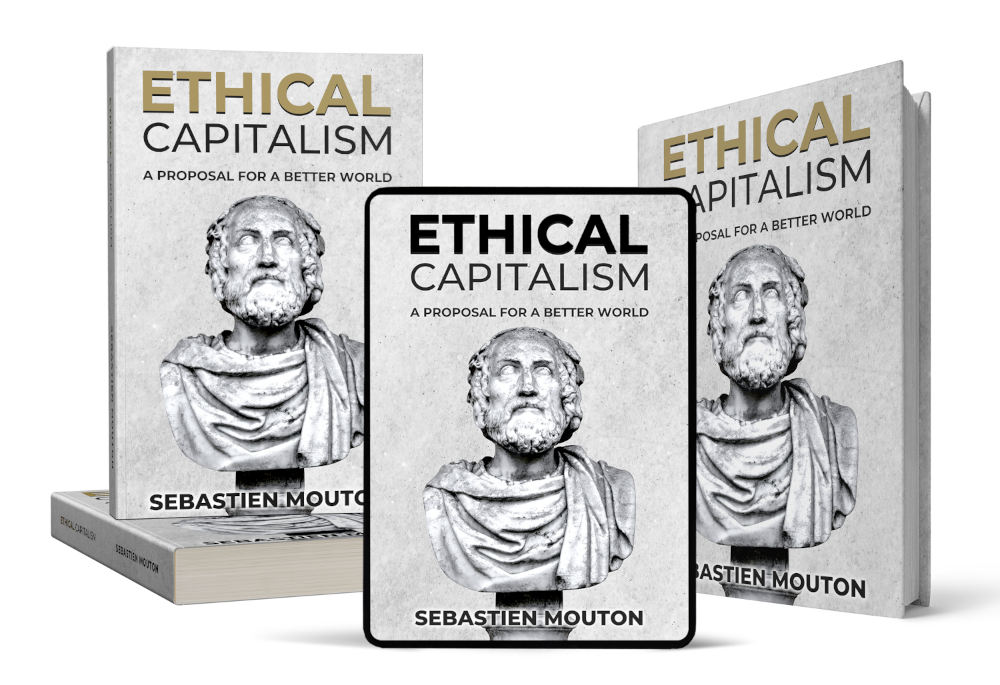 ETHICAL
CAPITALISM
A PROPOSAL FOR A BETTER WORLD
SEBASTIEN MOUTO
ETHICAL CAPITALISM
SEBASTIEN MOUTON
ETHICAL
CAPITALISM
A PROPOSAL FOR A BETTER WORLD
SEBASTIEN MOUTON
ETHICAL
APITALISM
POSAL FOR A BETTER WORLD
BASTIEN MOUTON